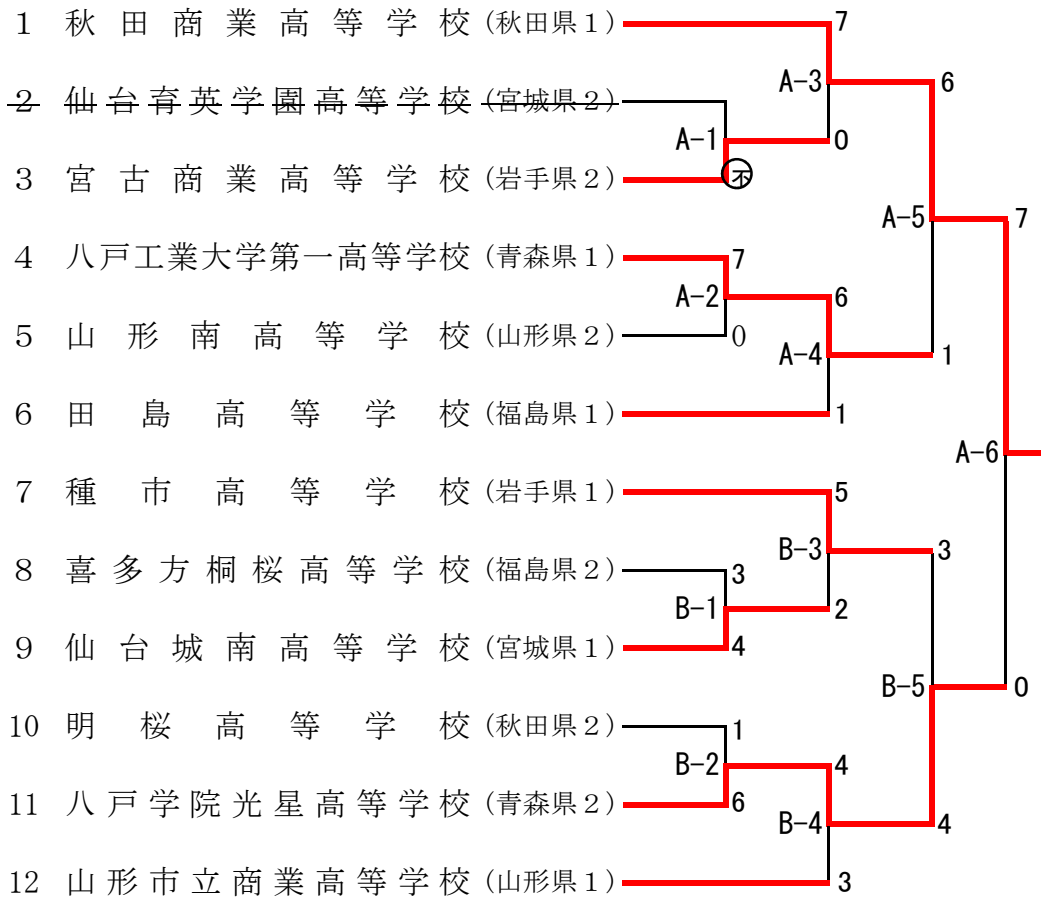 1 秋田商業高等学校 (秋田県1) 7
A-3 6
2 仙台育英学園高等学校 (宮城県2)
A-1 0
3 宮古商業高等学校 (岩手県2) 不
A-5 7
4 八戸工業大学第一高等学校 (青森県1) 7
A-2 6
5 山形南高等学校 (山形県2) 0
A-4 1
6 田島高等学校 (福島県1) 1
A-6
7 種市高等学校 (岩手県1) 5
B-3 3
8 喜多方桐桜高等学校 (福島県2) 3
B-1 2
9 仙台城南高等学校 (宮城県1) 4
B-5 0
10 明桜高等学校 (秋田県2) 1
B-2 4
11 八戸学院光星高等学校 (青森県2) 6
B-4 4
12 山形市立商業高等学校 (山形県1) 3